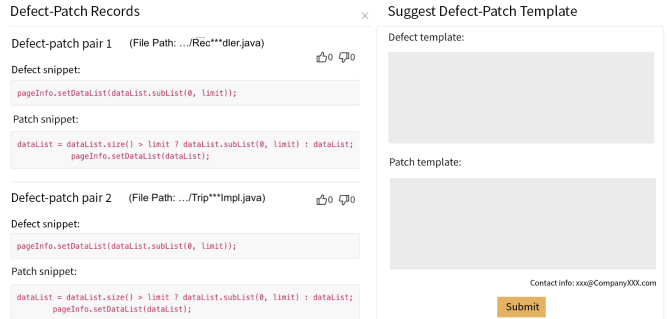 Defect-Patch Records
×
Defect-patch pair 1 (File Path: .../Rec***dler.java)
0 0
Defect snippet:
pageInfo.setDataList(dataList.subList(0, limit));
Patch snippet:
dataList = dataList.size() > limit ? dataList.subList(0, limit) : dataList;
pageInfo.setDataList(dataList);
Defect-patch pair 2 (File Path: .../Trip***Impl.java)
0 0
Defect snippet:
pageInfo.setDataList(dataList.subList(0, limit));
Patch snippet:
dataList = dataList.size() > limit ? dataList.subList(0, limit) : dataList;
pageInfo.setDataList(dataList);
Suggest Defect-Patch Template
Defect template:
Patch template:
Contact info: xxx@CompanyXXX.com
Submit